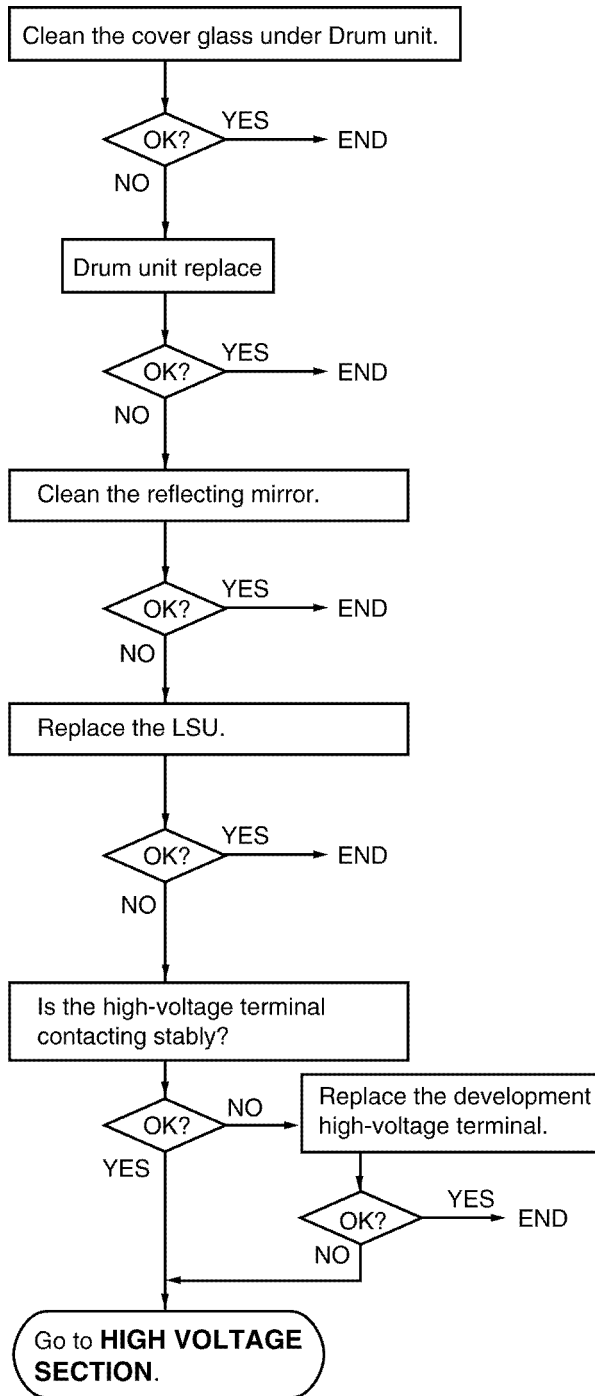 Clean the cover glass under Drum unit.
OK?
YES
END
NO
Drum unit replace
OK?
YES
END
NO
Clean the reflecting mirror.
OK?
YES
END
NO
Replace the LSU.
OK?
YES
END
NO
Is the high-voltage terminal
contacting stably?
OK?
NO
Replace the development
high-voltage terminal.
YES
OK?
YES
END
NO
Go to HIGH VOLTAGE
SECTION.